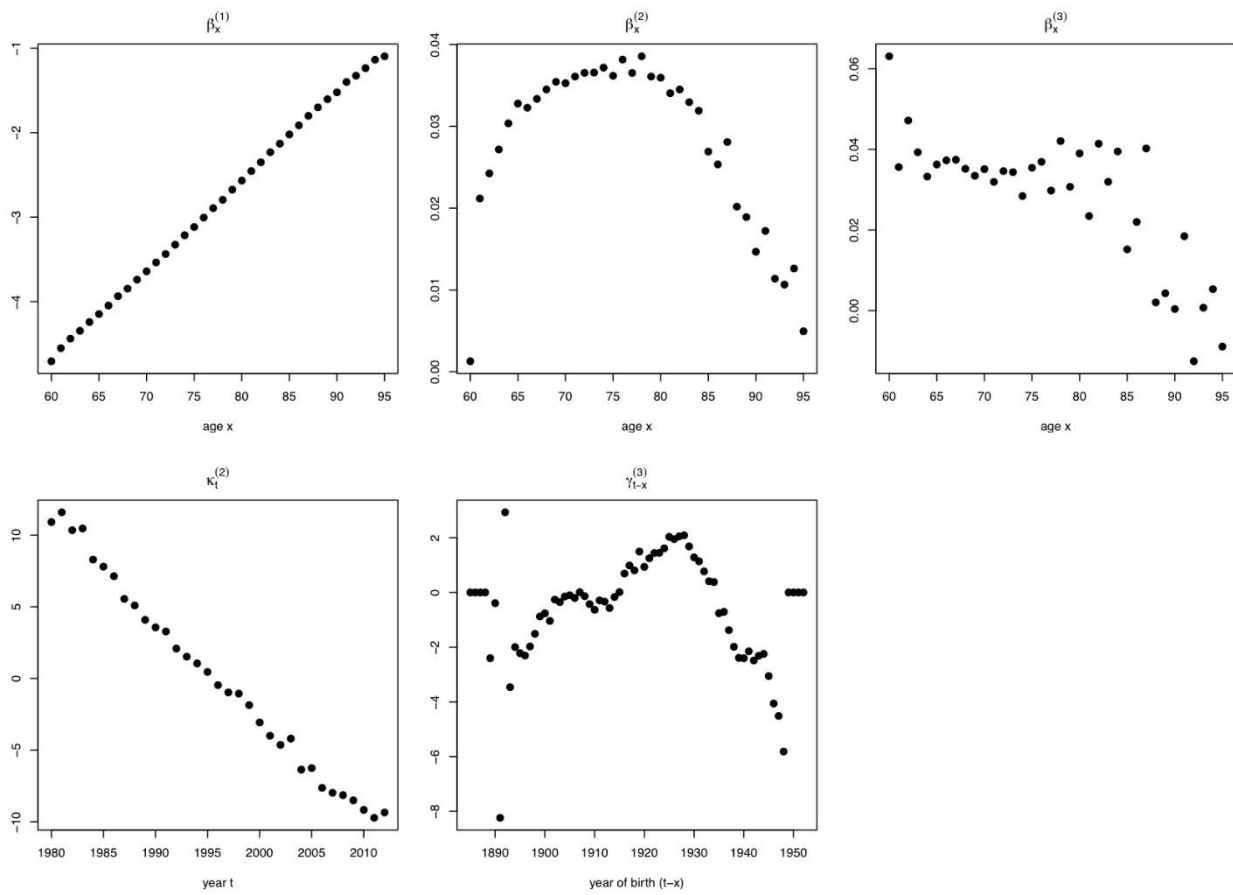 β_x^(1)
-1
-2
-3
-4
60 65 70 75 80 85 90 95
age x
β_x^(2)
0.04
0.03
0.02
0.01
0.00
60 65 70 75 80 85 90 95
age x
β_x^(3)
0.06
0.04
0.02
0.00
60 65 70 75 80 85 90 95
age x
κ_t^(2)
10
5
0
-5
-10
1980 1985 1990 1995 2000 2005 2010
year t
γ_{t-x}^(3)
2
0
-2
-4
-6
-8
1890 1900 1910 1920 1930 1940 1950
year of birth (t-x)